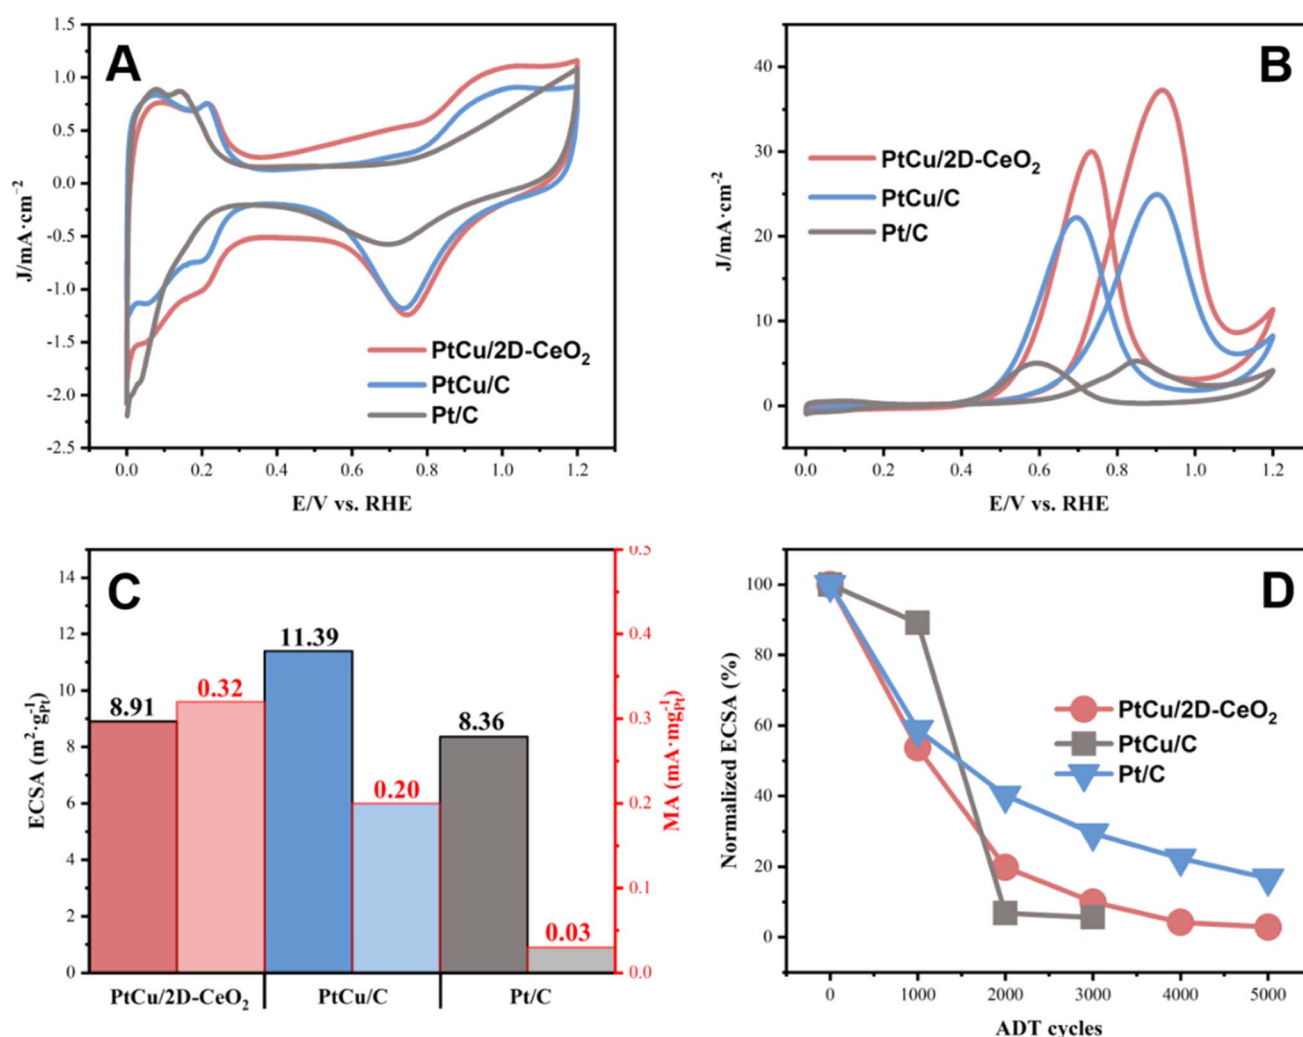 A
1.5
1.0
0.5
0.0
-0.5
-1.0
-1.5
-2.0
-2.5
J/mA·cm⁻²
PtCu/2D-CeO₂
PtCu/C
Pt/C
0.0 0.2 0.4 0.6 0.8 1.0 1.2
E/V vs. RHE
B
40
30
20
10
0
J/mA·cm⁻²
PtCu/2D-CeO₂
PtCu/C
Pt/C
0.0 0.2 0.4 0.6 0.8 1.0 1.2
E/V vs. RHE
C
14
12
10
8
6
4
2
0
ECSA (m²·g⁻¹Pt)
8.91
0.32
11.39
0.20
8.36
0.03
0.5
0.4
0.3
0.2
0.1
0.0
MA (mA·mg⁻¹Pt)
PtCu/2D-CeO₂ PtCu/C Pt/C
D
100
80
60
40
20
0
Normalized ECSA (%)
PtCu/2D-CeO₂
PtCu/C
Pt/C
0 1000 2000 3000 4000 5000
ADT cycles